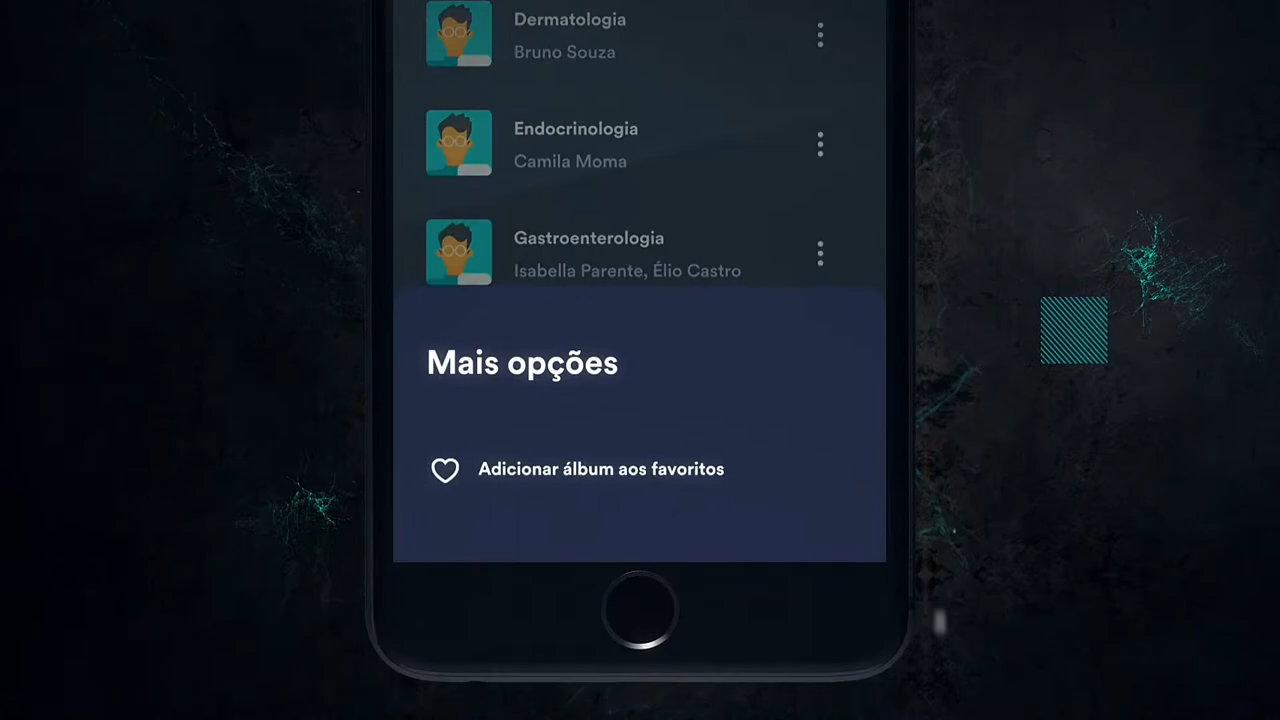 Dermatologia
Bruno Souza
Endocrinologia
Camila Moma
Gastroenterologia
Isabella Parente, Élio Castro
Mais opções
Adicionar álbum aos favoritos